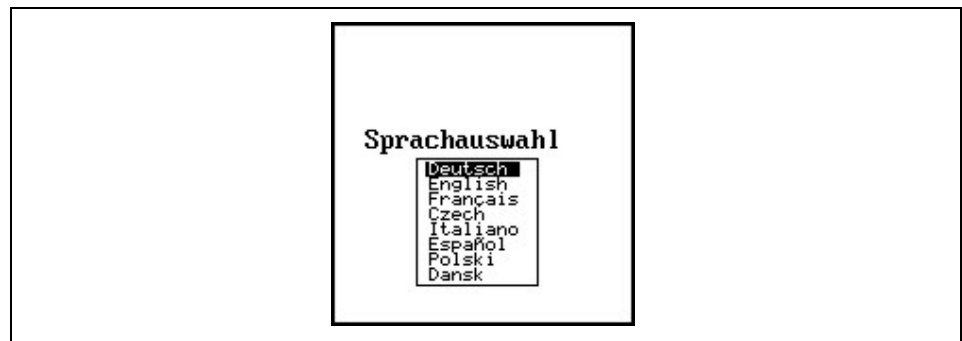 Sprachauswahl
Deutsch
English
Français
Czech
Italiano
Español
Polski
Dansk